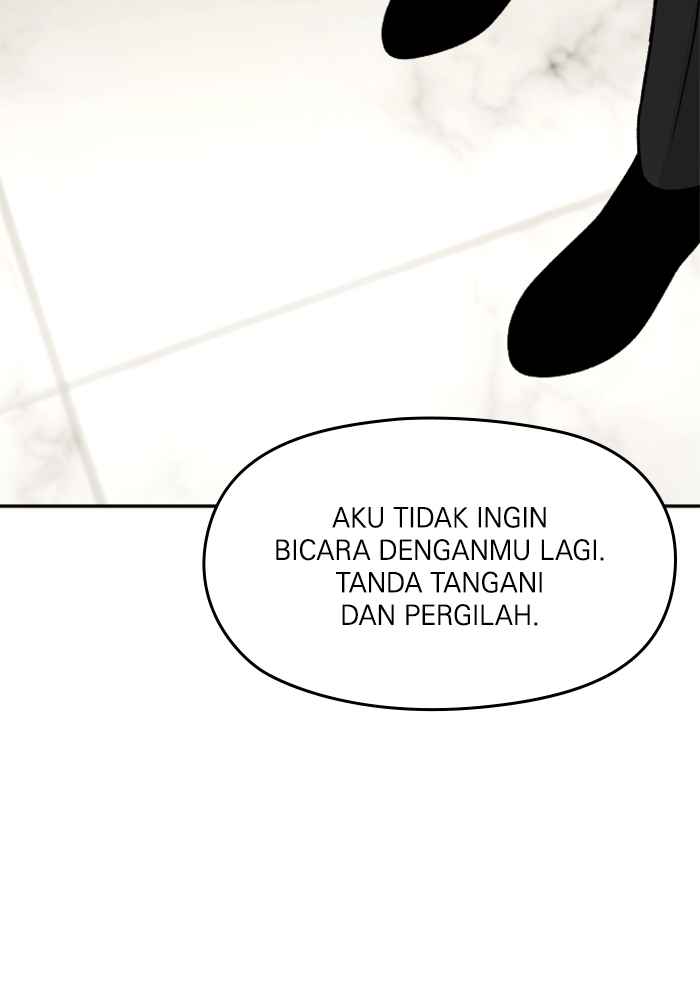 AKU TIDAK INGIN
BICARA DENGANMU LAGI.
TANDA TANGANI
DAN PERGILAH.